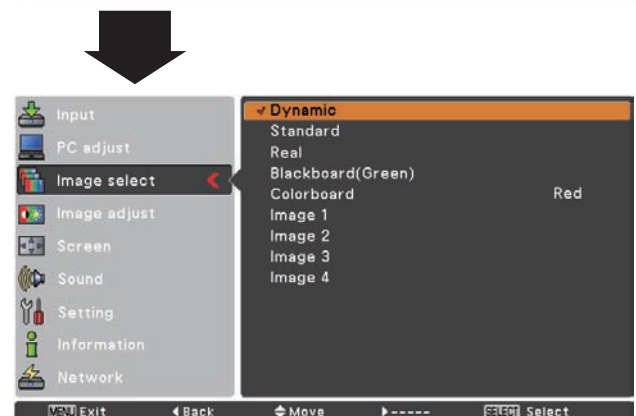 Input
PC adjust
Image select
Image adjust
Screen
Sound
Setting
Information
Network
✓ Dynamic
Standard
Real
Blackboard(Green)
Colorboard Red
Image 1
Image 2
Image 3
Image 4
MENU Exit ◀ Back ◆ Move ▶ ----- SELECT Select